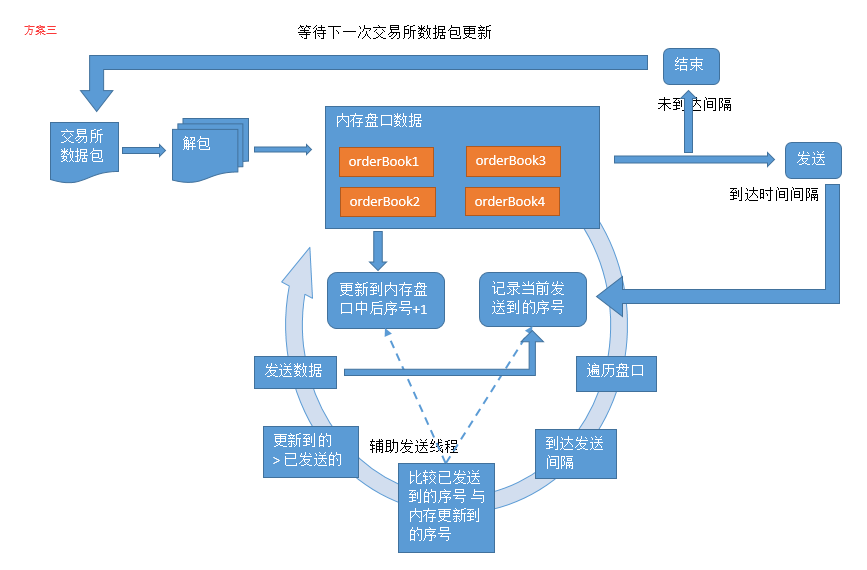 方案三
等待下一次交易所数据包更新
结束
未到达间隔
交易所
数据包
解包
内存盘口数据
orderBook1
orderBook3
orderBook2
orderBook4
发送
到达时间间隔
更新到内存盘
口中后序号+1
记录当前发
送到的序号
发送数据
遍历盘口
更新到的
> 已发送的
辅助发送线程
到达发送
间隔
比较已发送
到的序号 与
内存更新到
的序号